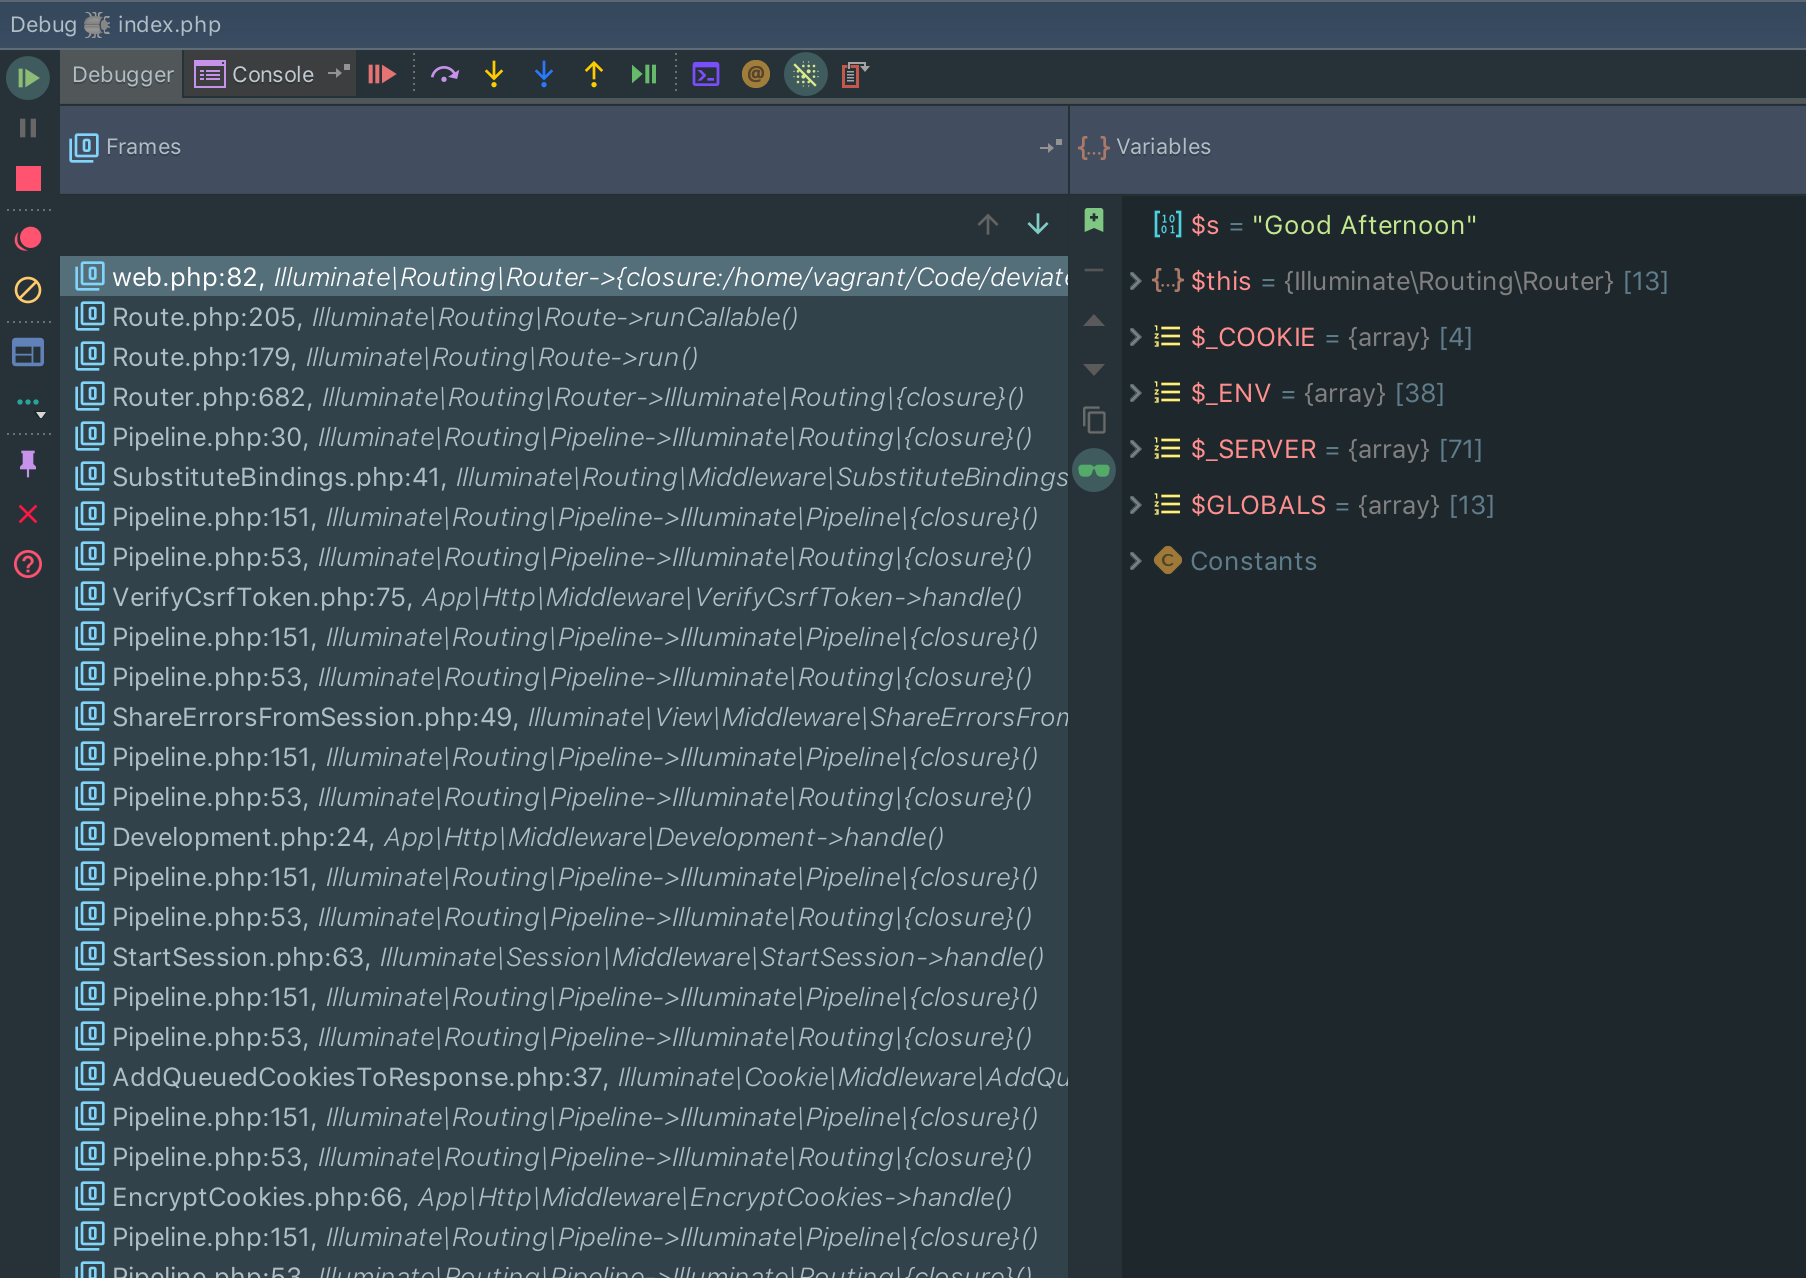 Debug index.php
Debugger Console
Frames
Variables
web.php:82, Illuminate\Routing\Router->{closure:/home/vagrant/Code/deviat
Route.php:205, Illuminate\Routing\Route->runCallable()
Route.php:179, Illuminate\Routing\Route->run()
Router.php:682, Illuminate\Routing\Router->Illuminate\Routing\{closure}()
Pipeline.php:30, Illuminate\Routing\Pipeline->Illuminate\Routing\{closure}()
SubstituteBindings.php:41, Illuminate\Routing\Middleware\SubstituteBindings
Pipeline.php:151, Illuminate\Routing\Pipeline->Illuminate\Pipeline\{closure}()
Pipeline.php:53, Illuminate\Routing\Pipeline->Illuminate\Routing\{closure}()
VerifyCsrfToken.php:75, App\Http\Middleware\VerifyCsrfToken->handle()
Pipeline.php:151, Illuminate\Routing\Pipeline->Illuminate\Pipeline\{closure}()
Pipeline.php:53, Illuminate\Routing\Pipeline->Illuminate\Routing\{closure}()
ShareErrorsFromSession.php:49, Illuminate\View\Middleware\ShareErrorsFron
Pipeline.php:151, Illuminate\Routing\Pipeline->Illuminate\Pipeline\{closure}()
Pipeline.php:53, Illuminate\Routing\Pipeline->Illuminate\Routing\{closure}()
Development.php:24, App\Http\Middleware\Development->handle()
Pipeline.php:151, Illuminate\Routing\Pipeline->Illuminate\Pipeline\{closure}()
Pipeline.php:53, Illuminate\Routing\Pipeline->Illuminate\Routing\{closure}()
StartSession.php:63, Illuminate\Session\Middleware\StartSession->handle()
Pipeline.php:151, Illuminate\Routing\Pipeline->Illuminate\Pipeline\{closure}()
Pipeline.php:53, Illuminate\Routing\Pipeline->Illuminate\Routing\{closure}()
AddQueuedCookiesToResponse.php:37, Illuminate\Cookie\Middleware\AddQu
Pipeline.php:151, Illuminate\Routing\Pipeline->Illuminate\Pipeline\{closure}()
Pipeline.php:53, Illuminate\Routing\Pipeline->Illuminate\Routing\{closure}()
EncryptCookies.php:66, App\Http\Middleware\EncryptCookies->handle()
Pipeline.php:151, Illuminate\Routing\Pipeline->Illuminate\Pipeline\{closure}()
Pipeline.php:53, Illuminate\Routing\Pipeline->Illuminate\Routing\{closure}()
$s = "Good Afternoon"
$this = {Illuminate\Routing\Router} [13]
$_COOKIE = {array} [4]
$_ENV = {array} [38]
$_SERVER = {array} [71]
$GLOBALS = {array} [13]
Constants